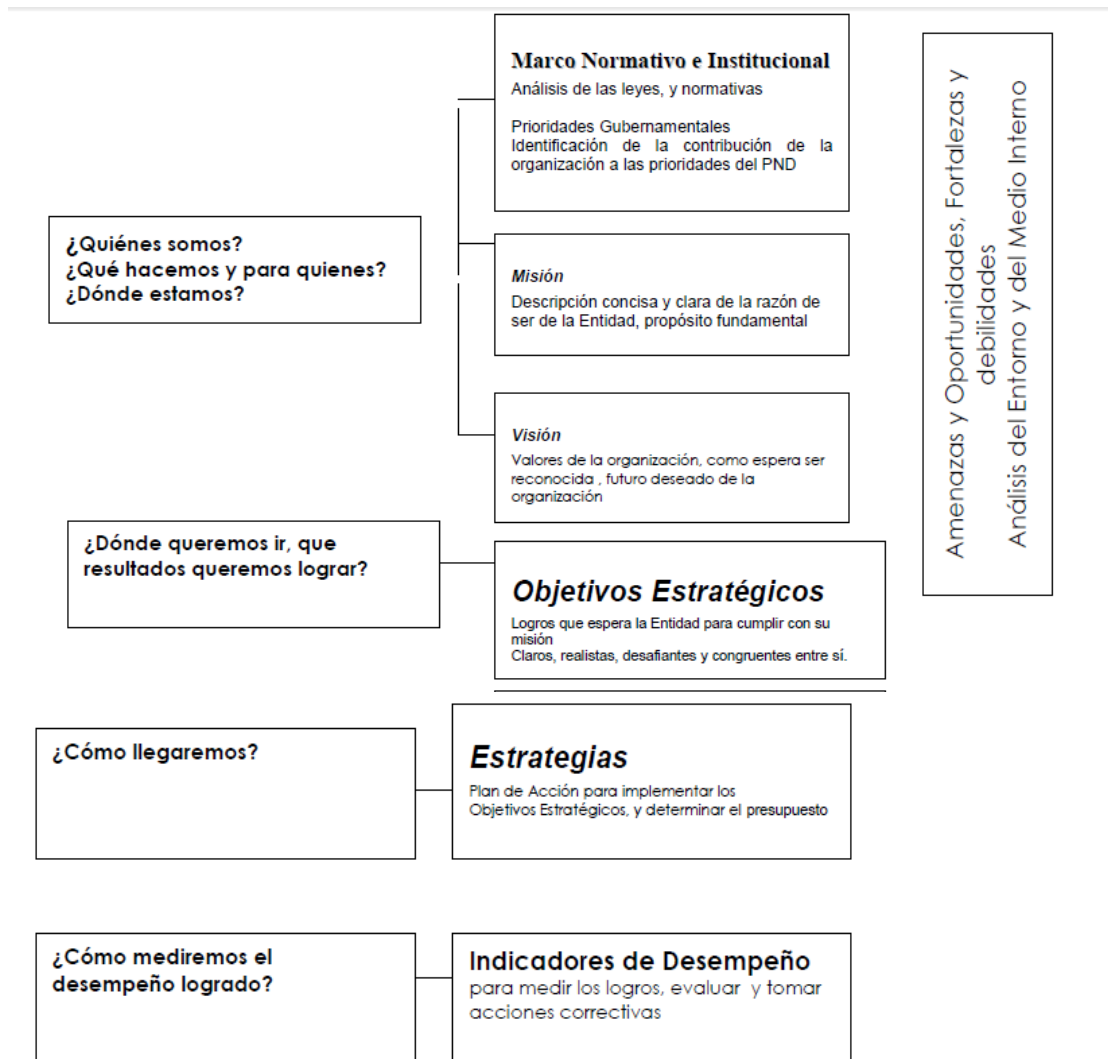 Marco Normativo e Institucional
Análisis de las leyes, y normativas
Prioridades Gubernamentales
Identificación de la contribución de la
organización a las prioridades del PND
¿Quiénes somos?
¿Qué hacemos y para quienes?
¿Dónde estamos?
Misión
Descripción concisa y clara de la razón de
ser de la Entidad, propósito fundamental
Visión
Valores de la organización, como espera ser
reconocida , futuro deseado de la
organización
Amenazas y Oportunidades, Fortalezas y
debilidades
Análisis del Entorno y del Medio Interno
¿Dónde queremos ir, que
resultados queremos lograr?
Objetivos Estratégicos
Logros que espera la Entidad para cumplir con su
misión
Claros, realistas, desafiantes y congruentes entre sí.
¿Cómo llegaremos?
Estrategias
Plan de Acción para implementar los
Objetivos Estratégicos, y determinar el presupuesto
¿Cómo mediremos el
desempeño logrado?
Indicadores de Desempeño
para medir los logros, evaluar y tomar
acciones correctivas